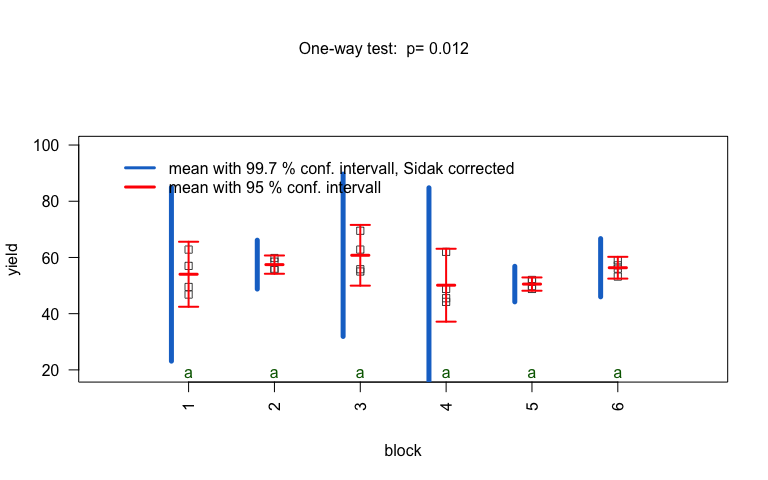 One-way test:  p= 0.012
yield
100
80
60
40
20
mean with 99.7 % conf. intervall, Sidak corrected
mean with 95 % conf. intervall
a a a a a a
1 2 3 4 5 6
block